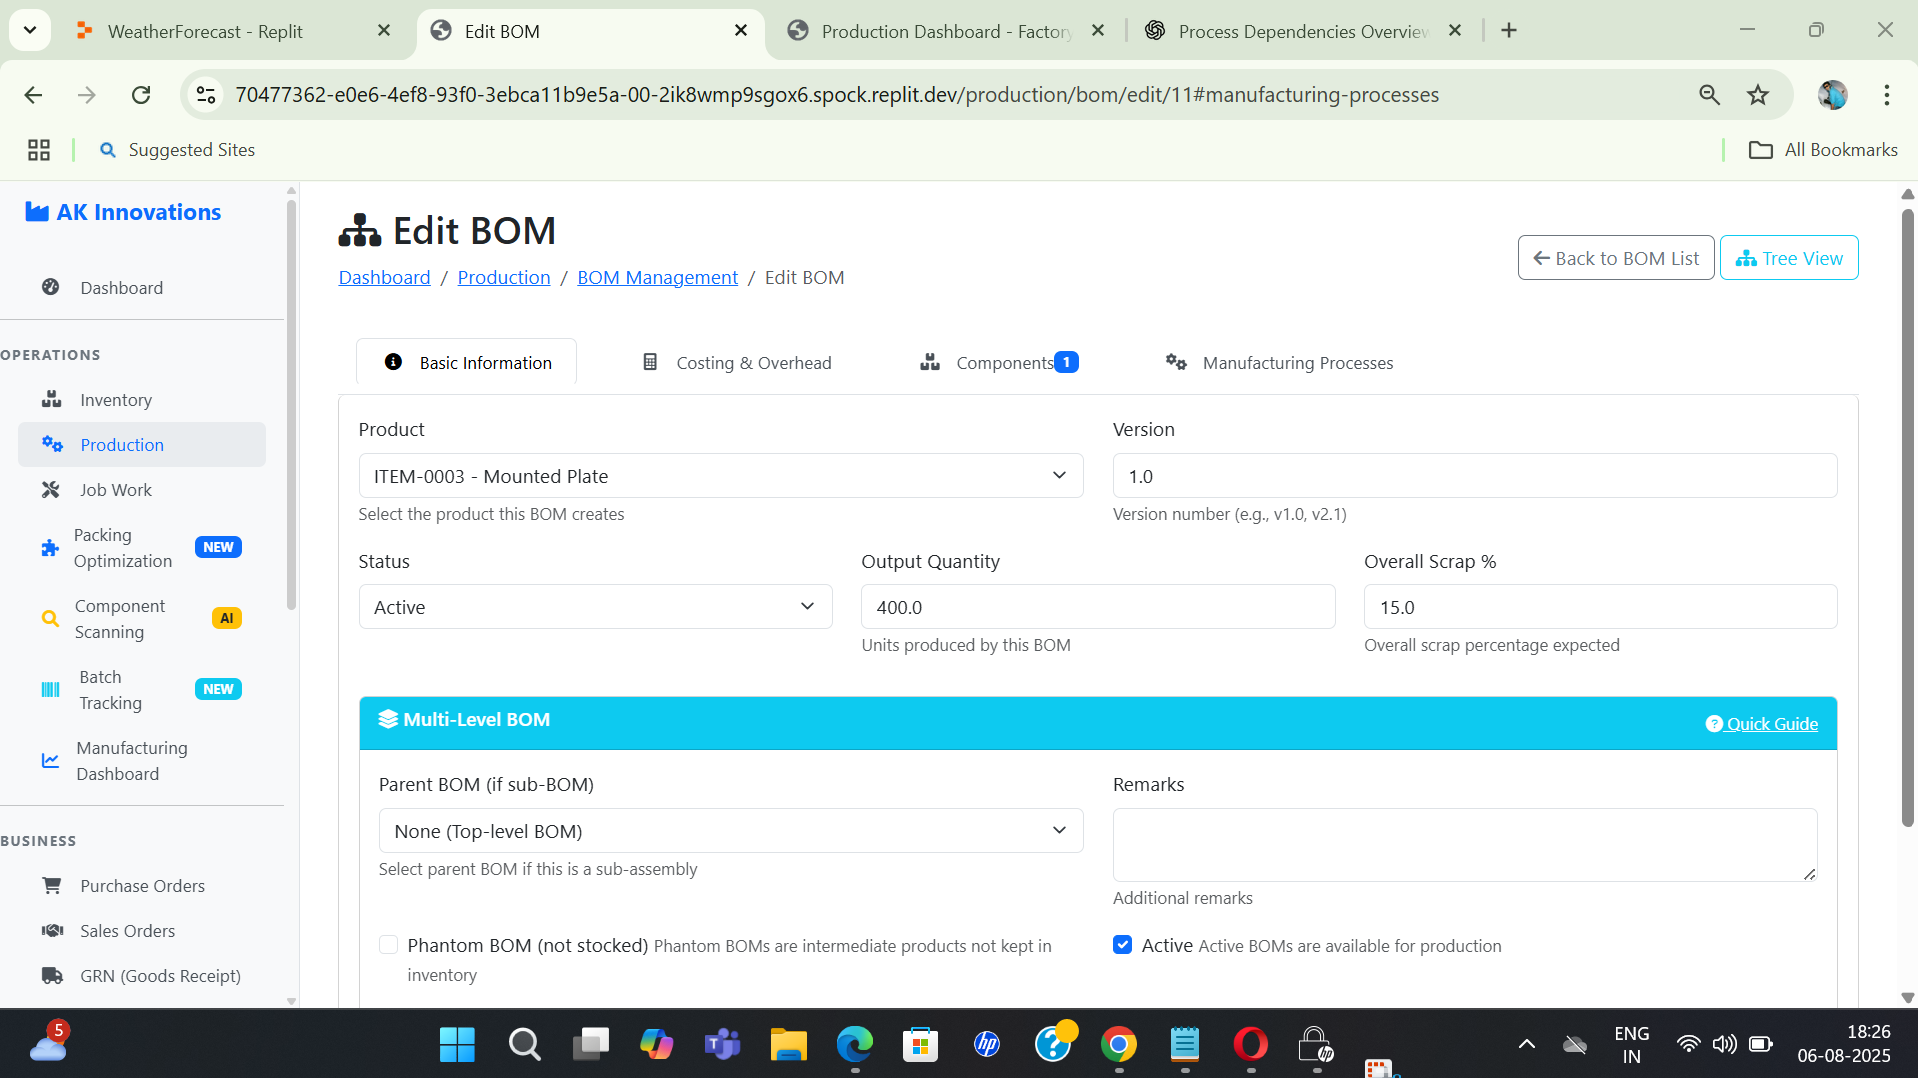 WeatherForecast - Replit
Edit BOM
Production Dashboard - Factory
Process Dependencies Overview
70477362-e0e6-4ef8-93f0-3ebca11b9e5a-00-2ik8wmp9sgox6.spock.replit.dev/production/bom/edit/11#manufacturing-processes
Suggested Sites
All Bookmarks
AK Innovations
Dashboard
OPERATIONS
Inventory
Production
Job Work
Packing
Optimization
NEW
Component
Scanning
AI
Batch
Tracking
NEW
Manufacturing
Dashboard
BUSINESS
Purchase Orders
Sales Orders
GRN (Goods Receipt)
Edit BOM
Dashboard / Production / BOM Management / Edit BOM
Back to BOM List
Tree View
Basic Information
Costing & Overhead
Components 1
Manufacturing Processes
Product
ITEM-0003 - Mounted Plate
Select the product this BOM creates
Version
1.0
Version number (e.g., v1.0, v2.1)
Status
Active
Output Quantity
400.0
Units produced by this BOM
Overall Scrap %
15.0
Overall scrap percentage expected
Multi-Level BOM
Quick Guide
Parent BOM (if sub-BOM)
None (Top-level BOM)
Select parent BOM if this is a sub-assembly
Remarks
Additional remarks
Phantom BOM (not stocked) Phantom BOMs are intermediate products not kept in
inventory
Active Active BOMs are available for production
5
hp
ENG
IN
18:26
06-08-2025